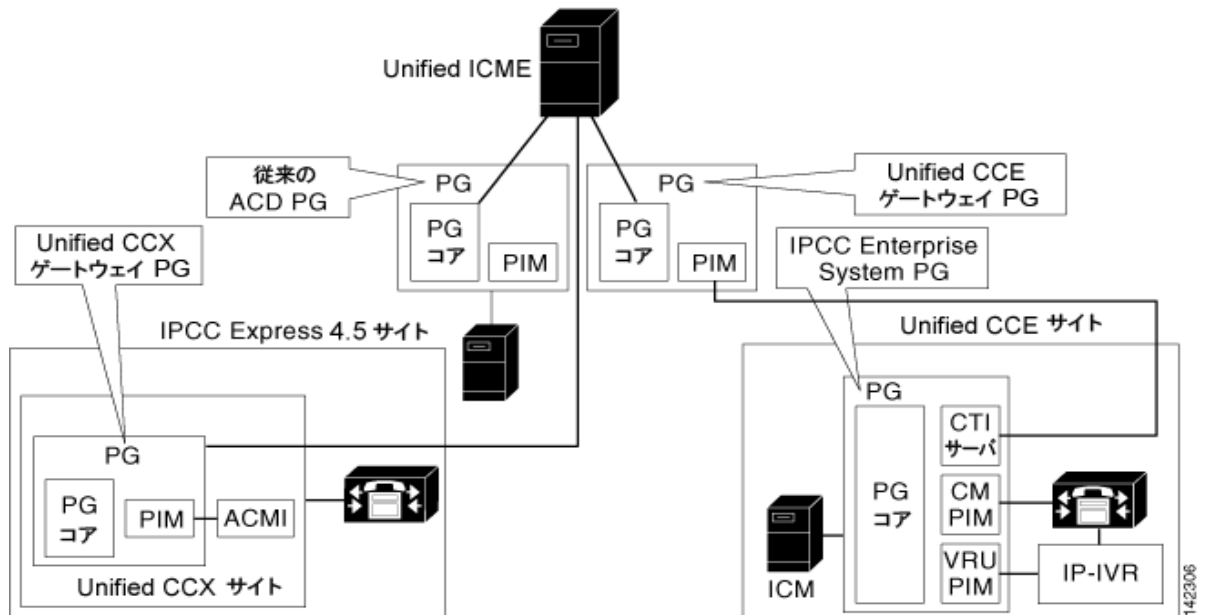 Unified ICME
従来の
ACD PG
PG
PG
コア
PIM
PG
PG
コア
PIM
Unified CCE
ゲートウェイ PG
Unified CCX
ゲートウェイ PG
IPCC Enterprise
System PG
IPCC Express 4.5 サイト
Unified CCE サイト
PG
PG
コア
PIM
ACMI
Unified CCX サイト
PG
PG
コア
CTI
サーバ
CM
PIM
VRU
PIM
ICM
IP-IVR
142306